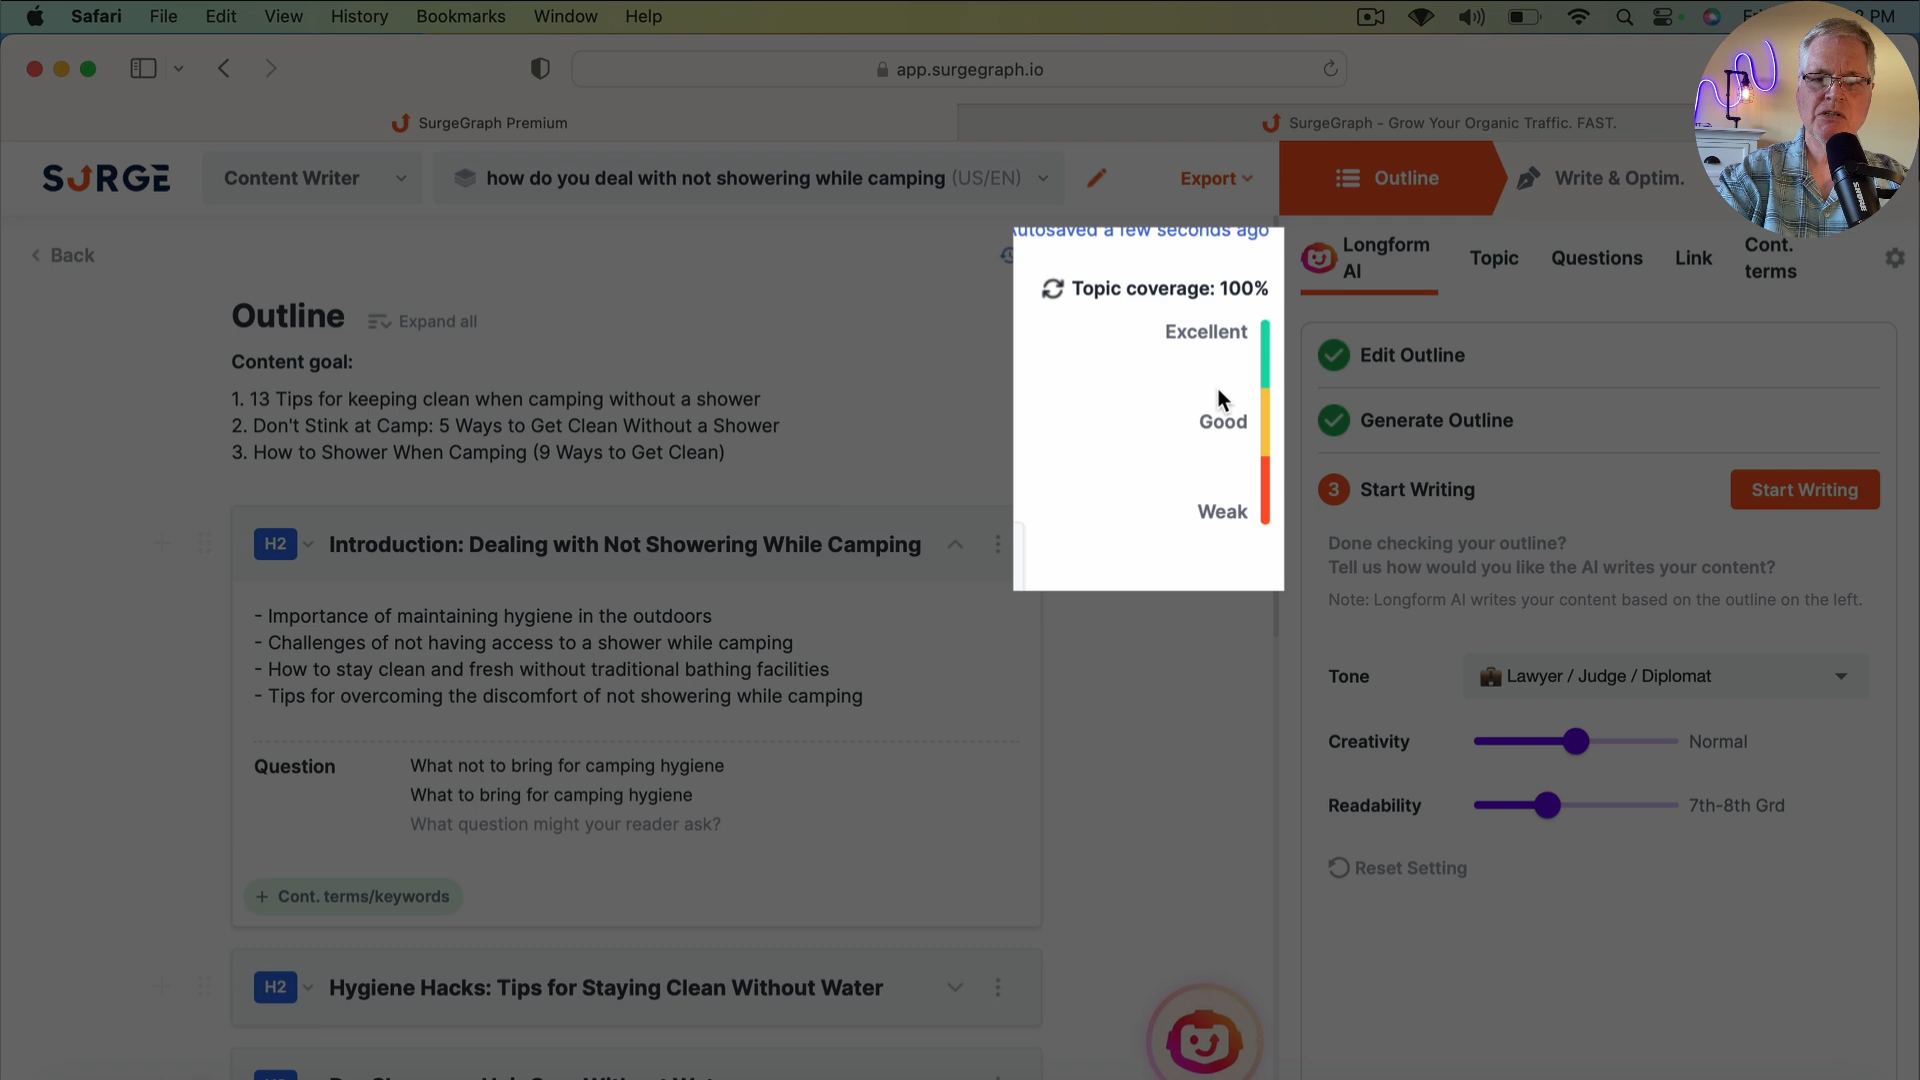 Safari File Edit View History Bookmarks Window Help
PM
app.surgegraph.io
SurgeGraph Premium
SurgeGraph - Grow Your Organic Traffic. FAST.
SURGE
Content Writer
how do you deal with not showering while camping (US/EN)
Export
Outline
Write & Optim.
Back
Autosaved a few seconds ago
Longform AI
Topic
Questions
Link
Cont. terms
Outline
Expand all
Topic coverage: 100%
Excellent
Good
Weak
Content goal:
1. 13 Tips for keeping clean when camping without a shower
2. Don't Stink at Camp: 5 Ways to Get Clean Without a Shower
3. How to Shower When Camping (9 Ways to Get Clean)
H2 Introduction: Dealing with Not Showering While Camping
- Importance of maintaining hygiene in the outdoors
- Challenges of not having access to a shower while camping
- How to stay clean and fresh without traditional bathing facilities
- Tips for overcoming the discomfort of not showering while camping
Question
What not to bring for camping hygiene
What to bring for camping hygiene
What question might your reader ask?
+ Cont. terms/keywords
H2 Hygiene Hacks: Tips for Staying Clean Without Water
Edit Outline
Generate Outline
3 Start Writing
Start Writing
Done checking your outline?
Tell us how would you like the AI writes your content?
Note: Longform AI writes your content based on the outline on the left.
Tone
Lawyer / Judge / Diplomat
Creativity
Normal
Readability
7th-8th Grd
Reset Setting
SHURE